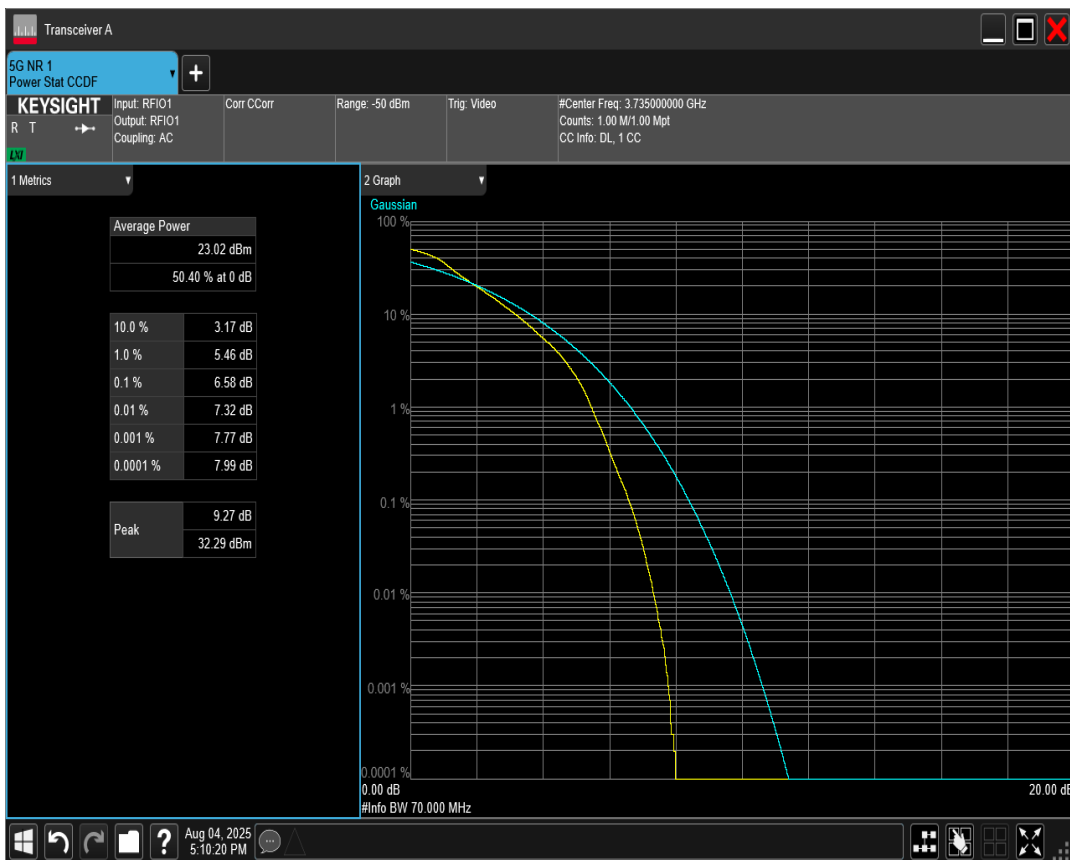 Transceiver A
5G NR 1
Power Stat CCDF
+
KEYSIGHT
R T
LXI
Input: RFIO1
Output: RFIO1
Coupling: AC
Corr CCorr
Range: -50 dBm
Trig: Video
#Center Freq: 3.735000000 GHz
Counts: 1.00 M/1.00 Mpt
CC Info: DL, 1 CC
1 Metrics
Average Power
23.02 dBm
50.40 % at 0 dB
10.0 % 3.17 dB
1.0 % 5.46 dB
0.1 % 6.58 dB
0.01 % 7.32 dB
0.001 % 7.77 dB
0.0001 % 7.99 dB
Peak 9.27 dB
32.29 dBm
2 Graph
Gaussian
100 %
10 %
1 %
0.1 %
0.01 %
0.001 %
0.0001 %
0.00 dB 20.00 dB
#Info BW 70.000 MHz
?
Aug 04, 2025
5:10:20 PM